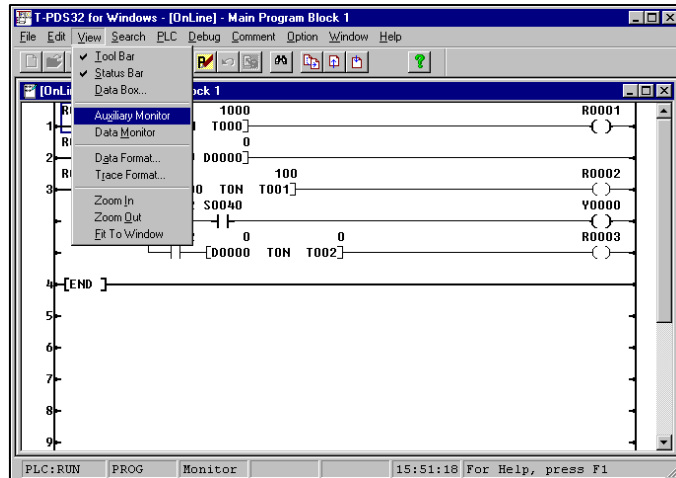 T-PDS32 for Windows - [OnLine] - Main Program Block 1
File Edit View Search PLC Debug Comment Option Window Help
Tool Bar
Status Bar
Data Box...
Auxiliary Monitor
Data Monitor
Data Format...
Trace Format...
Zoom In
Zoom Out
Fit To Window
ck 1
1000 R0001
1 T000]
0
2 D0000]
100 R0002
3 TON T001]
S0040 Y0000
0 0 R0003
[D0000 TON T002]
4 [END ]
5
6
7
8
9
PLC:RUN PROG Monitor 15:51:18 For Help, press F1